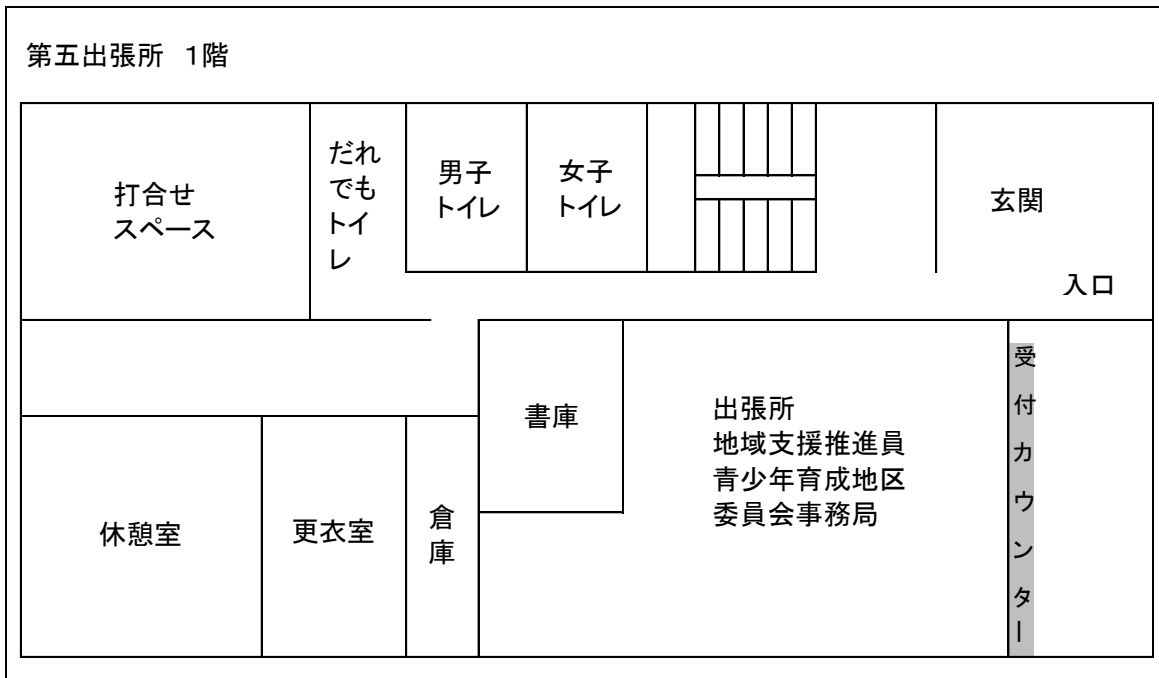 第五出張所 1階
打合せ
スペース
だれ
でも
トイ
レ
男子
トイレ
女子
トイレ
玄関
入口
書庫
出張所
地域支援推進員
青少年育成地区
委員会事務局
受付カウンター
休憩室
更衣室
倉
庫